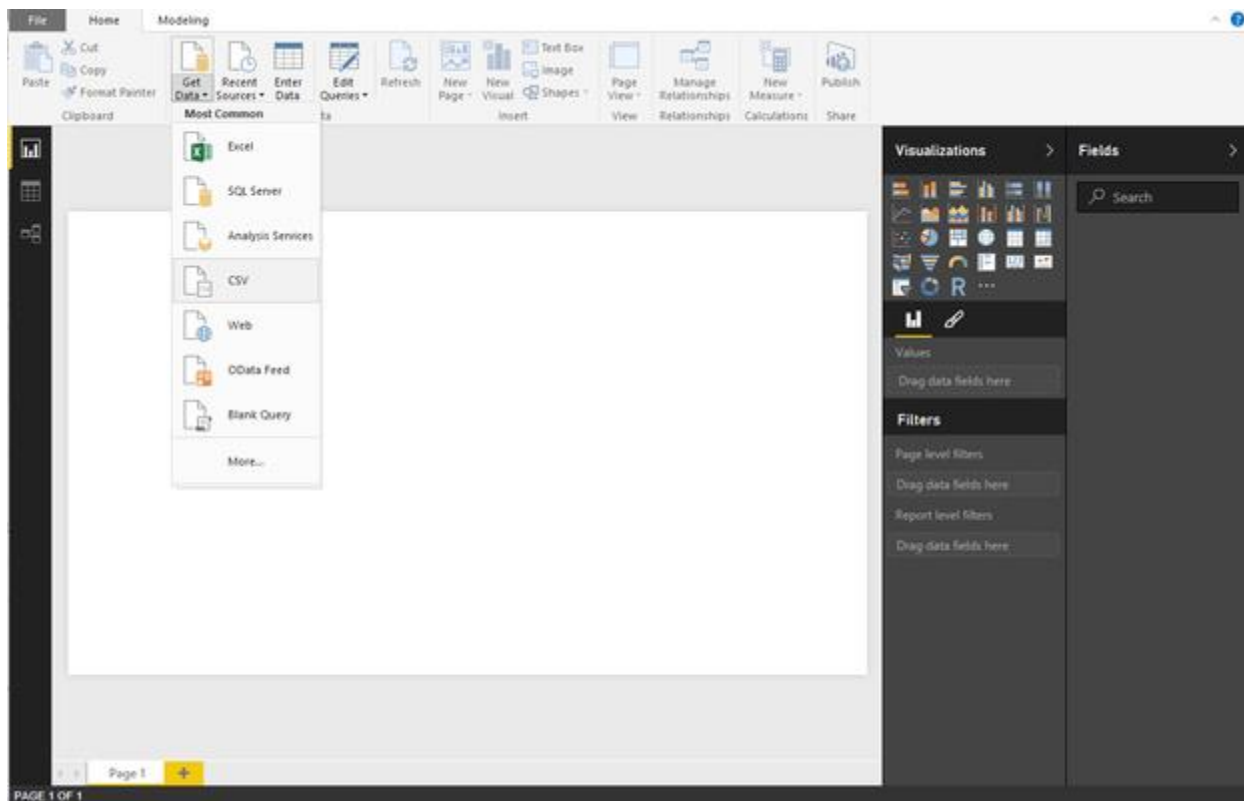 File Home Modeling
Cut
Copy
Format Painter
Paste
Clipboard
Get Data
Recent Sources
Enter Data
Edit Queries
Refresh
ta
New Page
New Visual
Text Box
Image
Shapes
Insert
Page View
View
Manage Relationships
Relationships
New Measure
Calculations
Publish
Share
Most Common
Excel
SQL Server
Analysis Services
CSV
Web
OData Feed
Blank Query
More...
Visualizations
R
Values
Drag data fields here
Filters
Page level filters
Drag data fields here
Report level filters
Drag data fields here
Fields
Search
Page 1
PAGE 1 OF 1